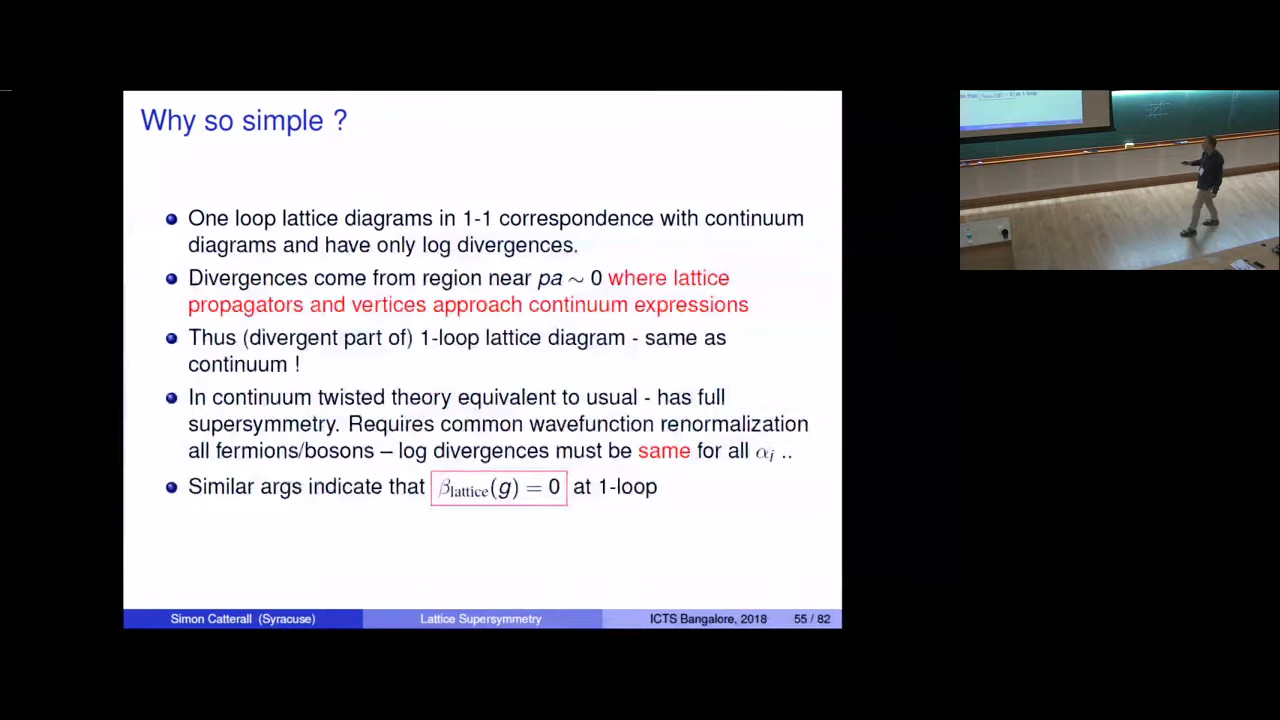 Why so simple ?
One loop lattice diagrams in 1-1 correspondence with continuum
diagrams and have only log divergences.
Divergences come from region near pa ∼ 0 where lattice
propagators and vertices approach continuum expressions
Thus (divergent part of) 1-loop lattice diagram - same as
continuum !
In continuum twisted theory equivalent to usual - has full
supersymmetry. Requires common wavefunction renormalization
all fermions/bosons – log divergences must be same for all αᵢ ..
Similar args indicate that β_lattice(g) = 0 at 1-loop
Simon Catterall (Syracuse) Lattice Supersymmetry ICTS Bangalore, 2018 55 / 82